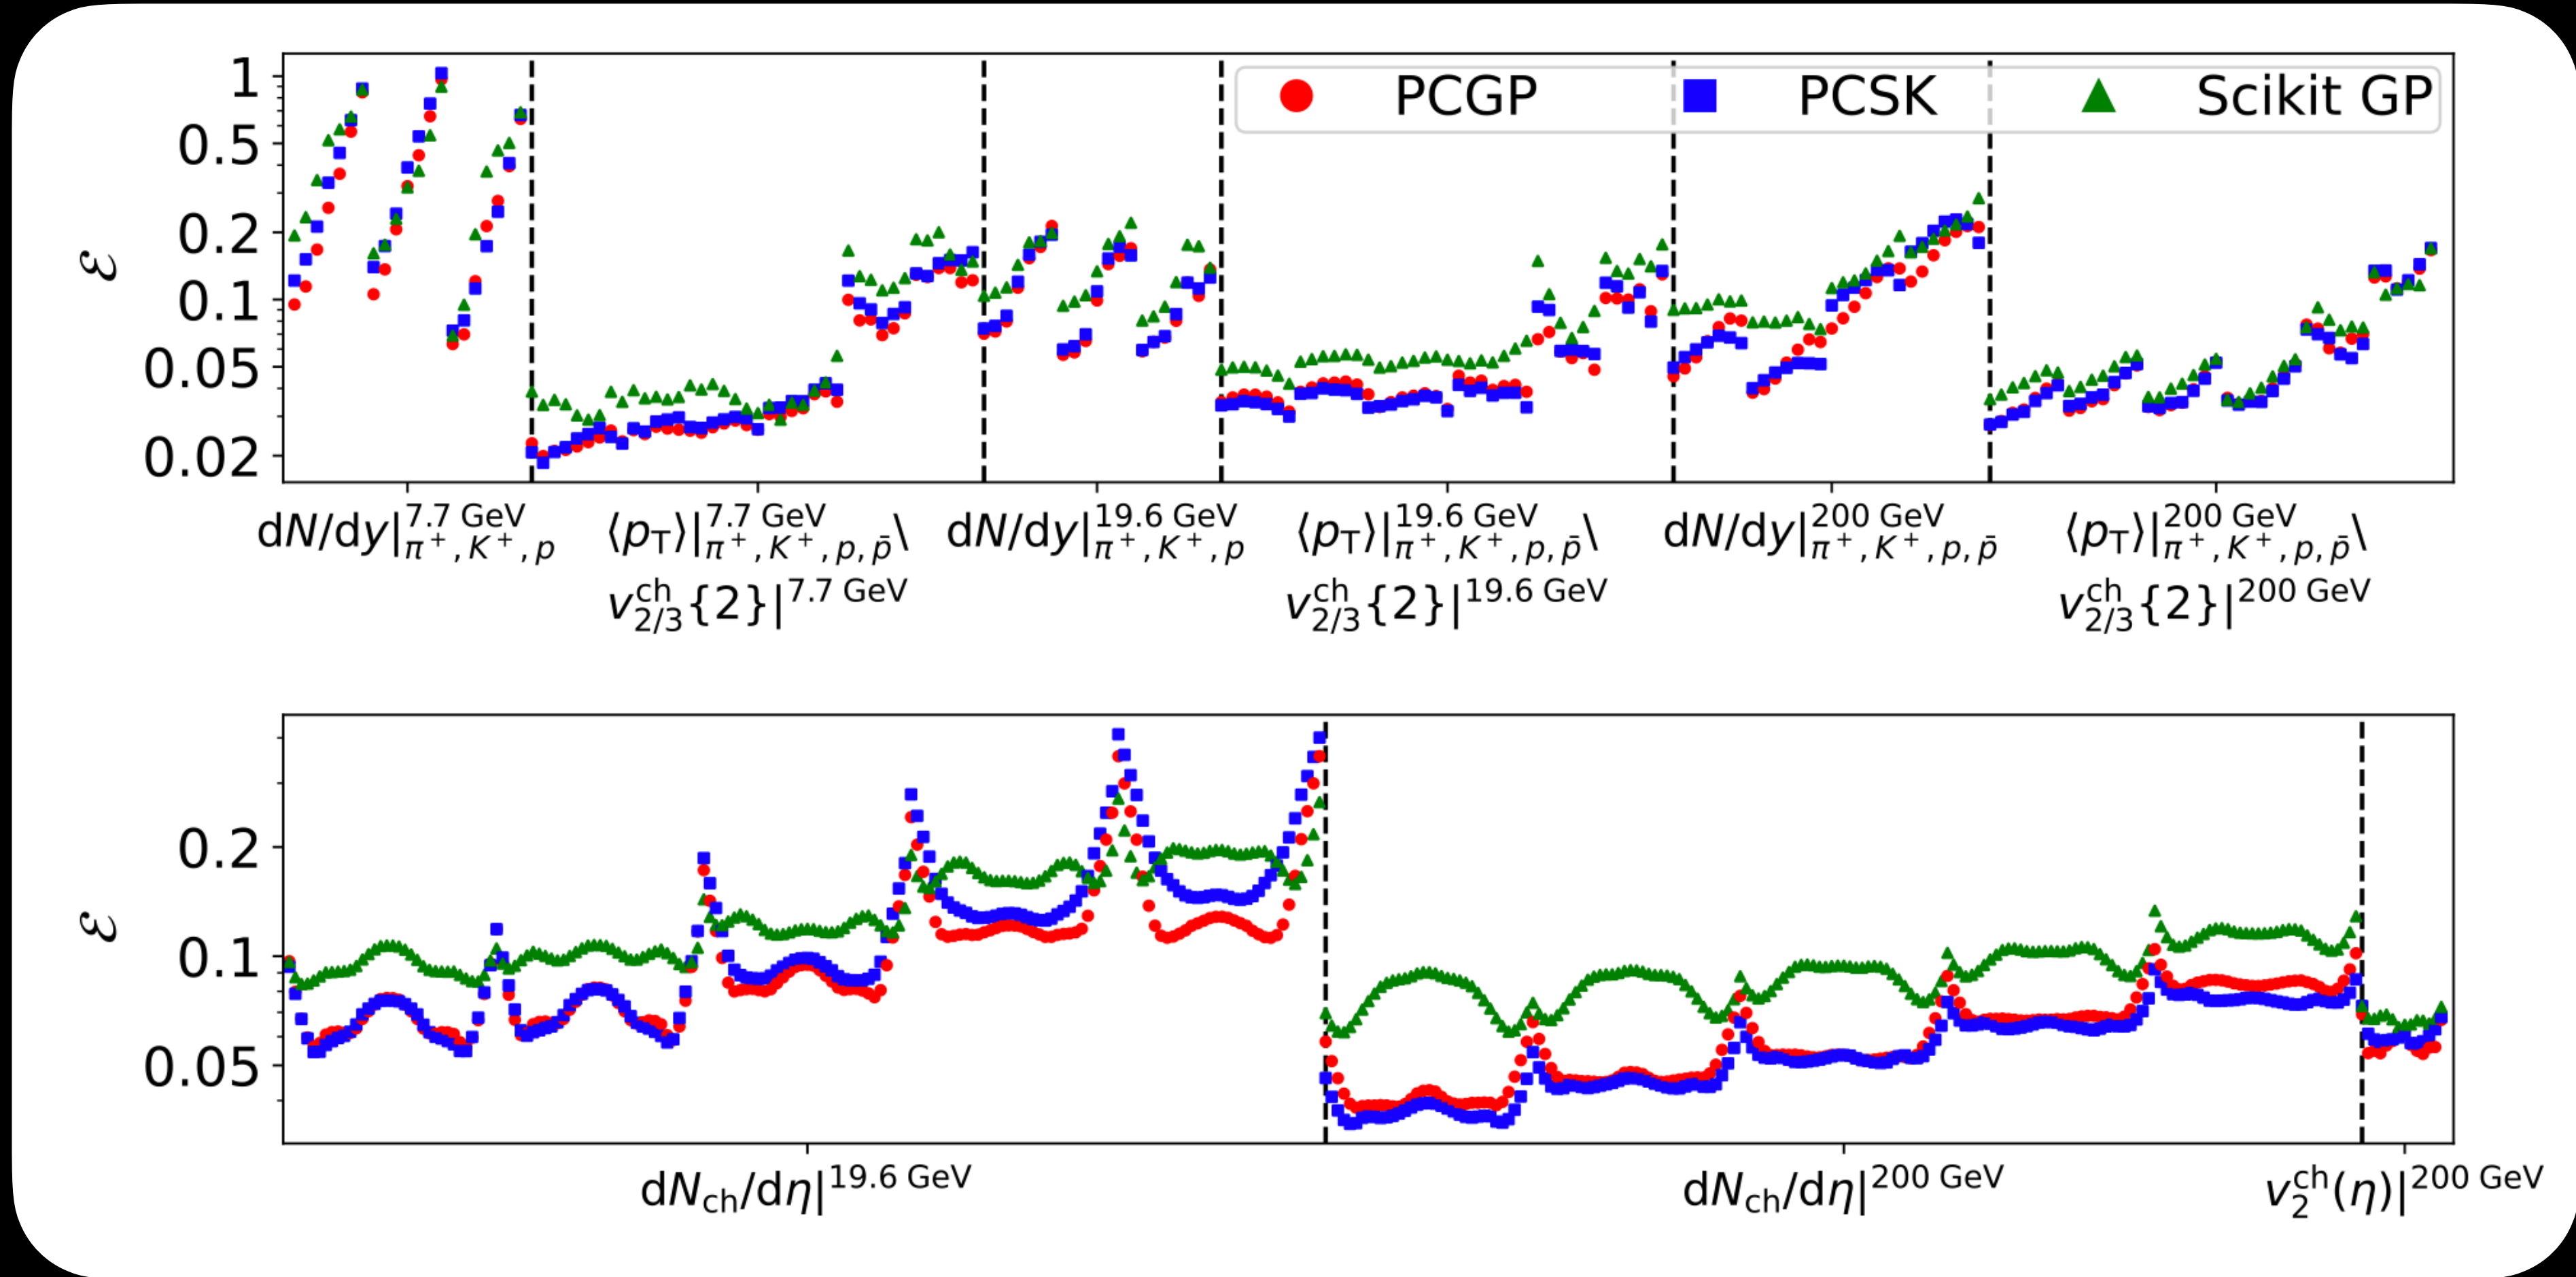 PCGP PCSK Scikit GP
1
0.5
0.2
0.1
0.05
0.02
ℰ
dN/dy|^{7.7 GeV}_{π⁺, K⁺, p} ⟨p_T⟩|^{7.7 GeV}_{π⁺, K⁺, p, p̄}\ dN/dy|^{19.6 GeV}_{π⁺, K⁺, p} ⟨p_T⟩|^{19.6 GeV}_{π⁺, K⁺, p, p̄}\ dN/dy|^{200 GeV}_{π⁺, K⁺, p, p̄} ⟨p_T⟩|^{200 GeV}_{π⁺, K⁺, p, p̄}\
v^{ch}_{2/3}{2}|^{7.7 GeV} v^{ch}_{2/3}{2}|^{19.6 GeV} v^{ch}_{2/3}{2}|^{200 GeV}
0.2
0.1
0.05
ℰ
dN_{ch}/dη|^{19.6 GeV} dN_{ch}/dη|^{200 GeV} v^{ch}_2(η)|^{200 GeV}